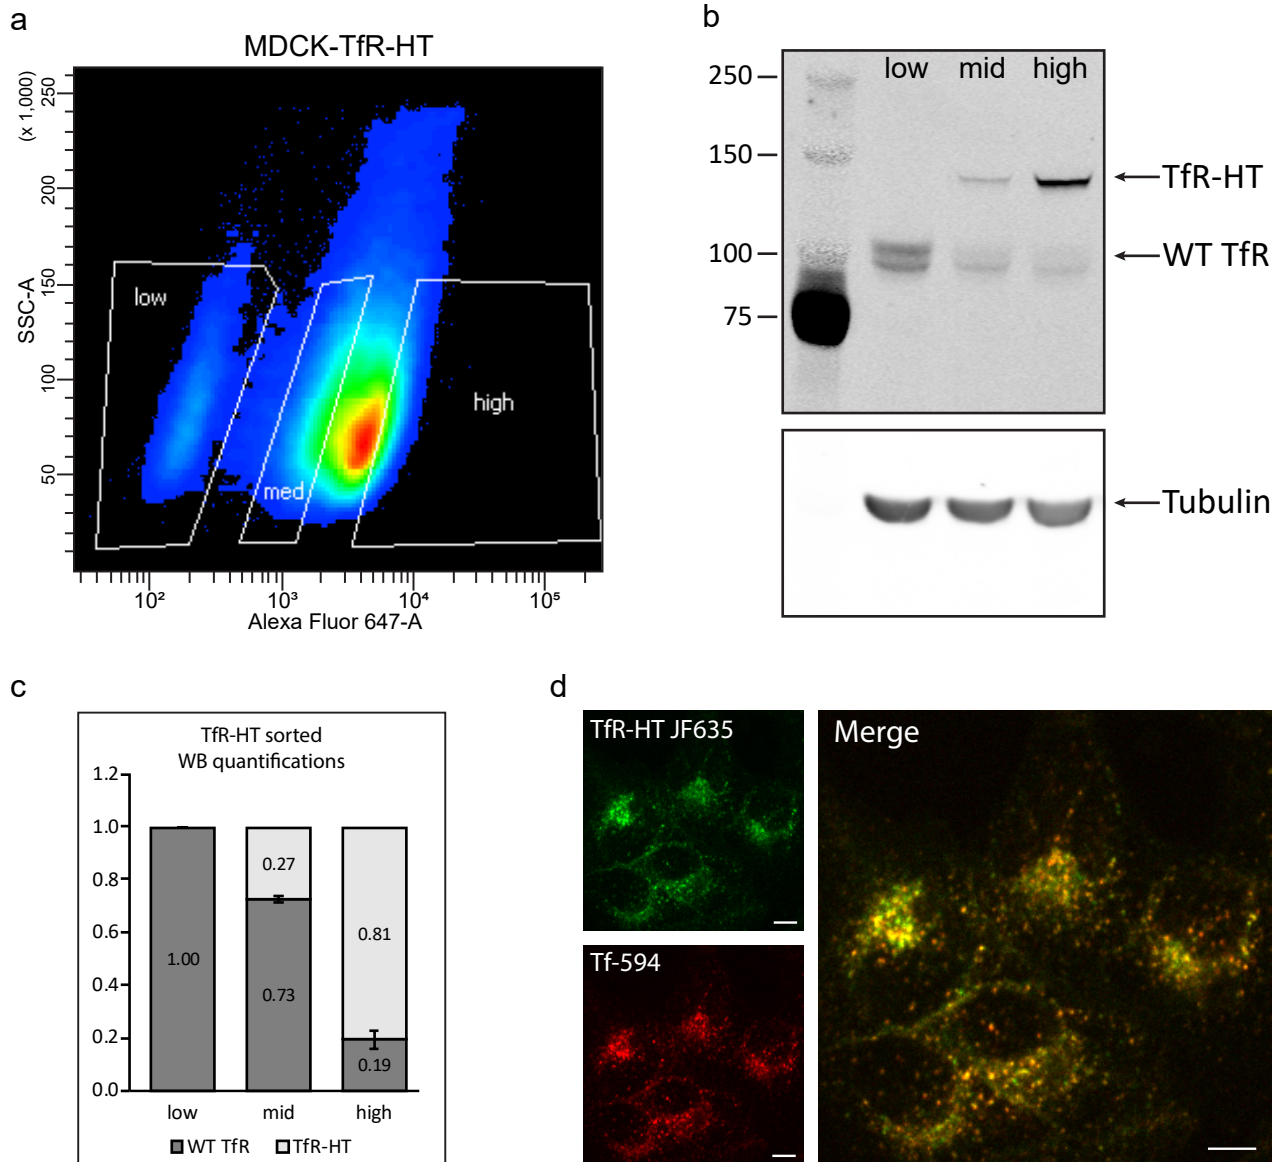 a
MDCK-TfR-HT
(x 1,000)
SSC-A
250
200
150
100
50
low
med
high
10²
10³
10⁴
10⁵
Alexa Fluor 647-A
b
low mid high
250
150
100
75
TfR-HT
WT TfR
Tubulin
c
TfR-HT sorted
WB quantifications
1.2
1.0
0.8
0.6
0.4
0.2
0.0
1.00
0.27
0.73
0.81
0.19
low mid high
WT TfR TfR-HT
d
TfR-HT JF635
Tf-594
Merge